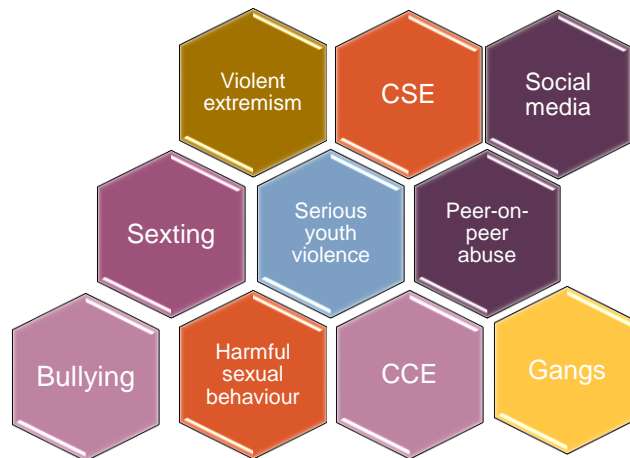 Violent
extremism
CSE
Social
media
Sexting
Serious
youth
violence
Peer-on-
peer
abuse
Bullying
Harmful
sexual
behaviour
CCE
Gangs